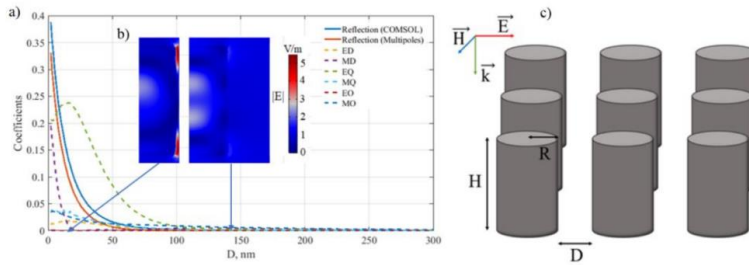 a)
Coefficients
0.4
0.35
0.3
0.25
0.2
0.15
0.1
0.05
0
0
50
100
150
200
250
300
D, nm
b)
V/m
5
4
3
2
1
0
|E|
Reflection (COMSOL)
Reflection (Multipoles)
ED
MD
EQ
MQ
EO
MO
c)
E
H
k
R
H
D